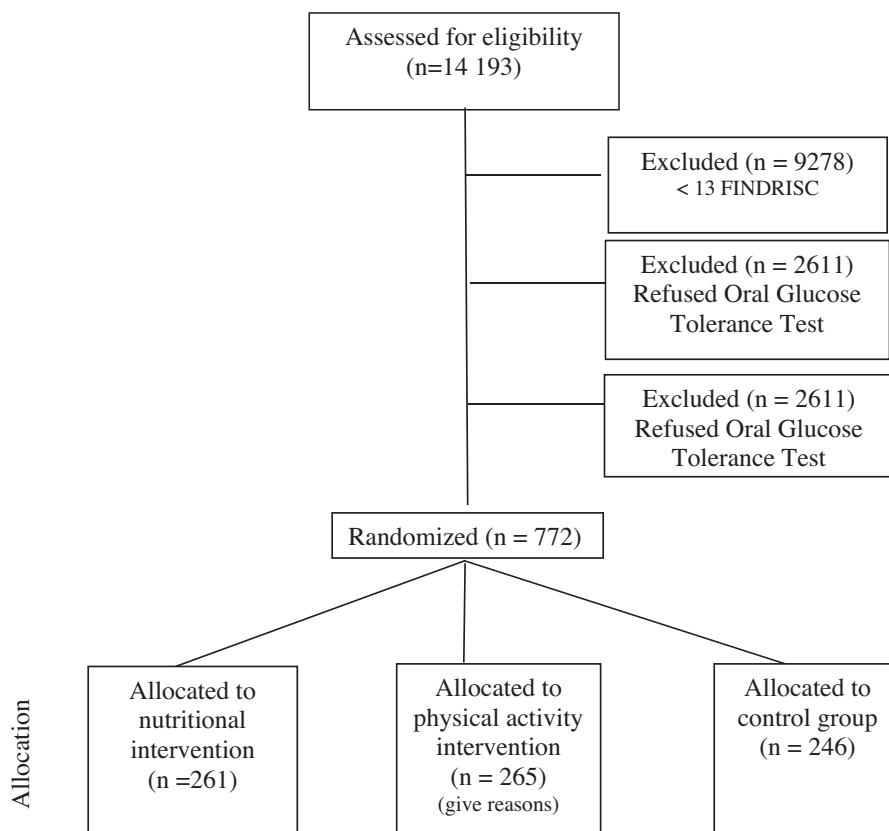 Assessed for eligibility
(n=14 193)
Excluded (n = 9278)
< 13 FINDRISC
Excluded (n = 2611)
Refused Oral Glucose
Tolerance Test
Excluded (n = 2611)
Refused Oral Glucose
Tolerance Test
Randomized (n = 772)
Allocation
Allocated to
nutritional
intervention
(n =261)
Allocated to
physical activity
intervention
(n = 265)
(give reasons)
Allocated to
control group
(n = 246)